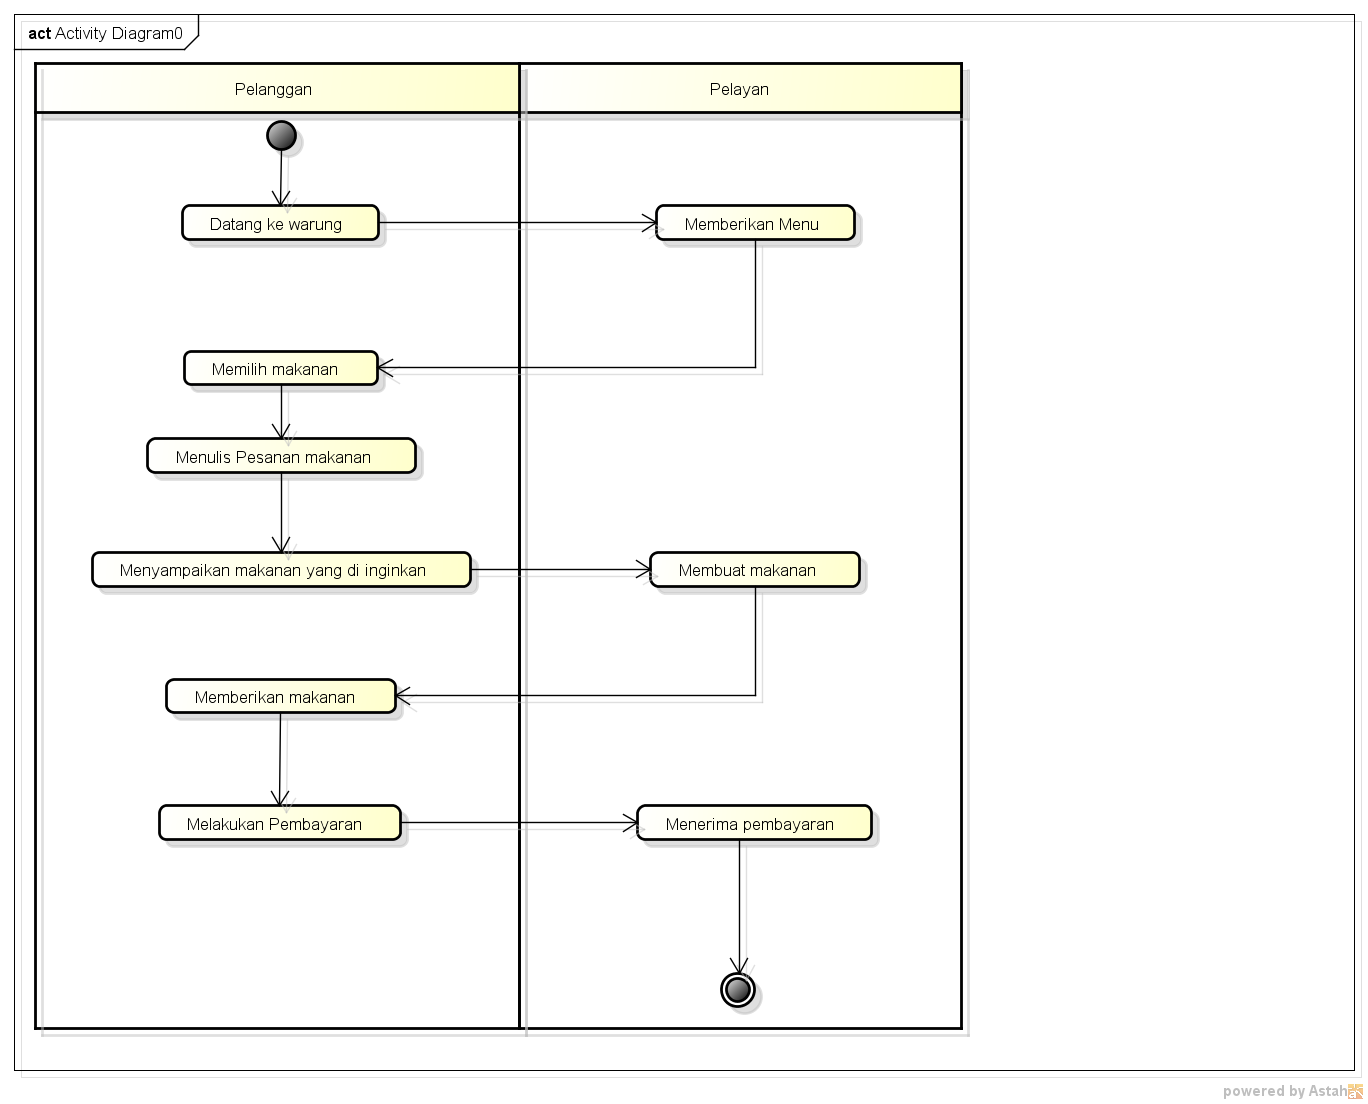 act Activity Diagram0
Pelanggan
Pelayan
Datang ke warung
Memberikan Menu
Memilih makanan
Menulis Pesanan makanan
Menyampaikan makanan yang di inginkan
Membuat makanan
Memberikan makanan
Melakukan Pembayaran
Menerima pembayaran
powered by Astah